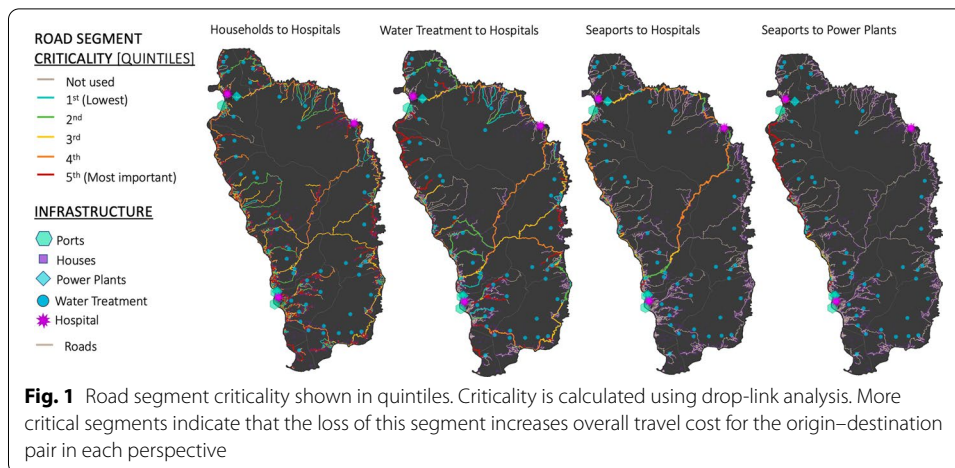 Households to Hospitals
Water Treatment to Hospitals
Seaports to Hospitals
Seaports to Power Plants
ROAD SEGMENT
CRITICALITY [QUINTILES]
Not used
1st (Lowest)
2nd
3rd
4th
5th (Most important)
INFRASTRUCTURE
Ports
Houses
Power Plants
Water Treatment
Hospital
Roads
Fig. 1 Road segment criticality shown in quintiles. Criticality is calculated using drop-link analysis. More
critical segments indicate that the loss of this segment increases overall travel cost for the origin–destination
pair in each perspective